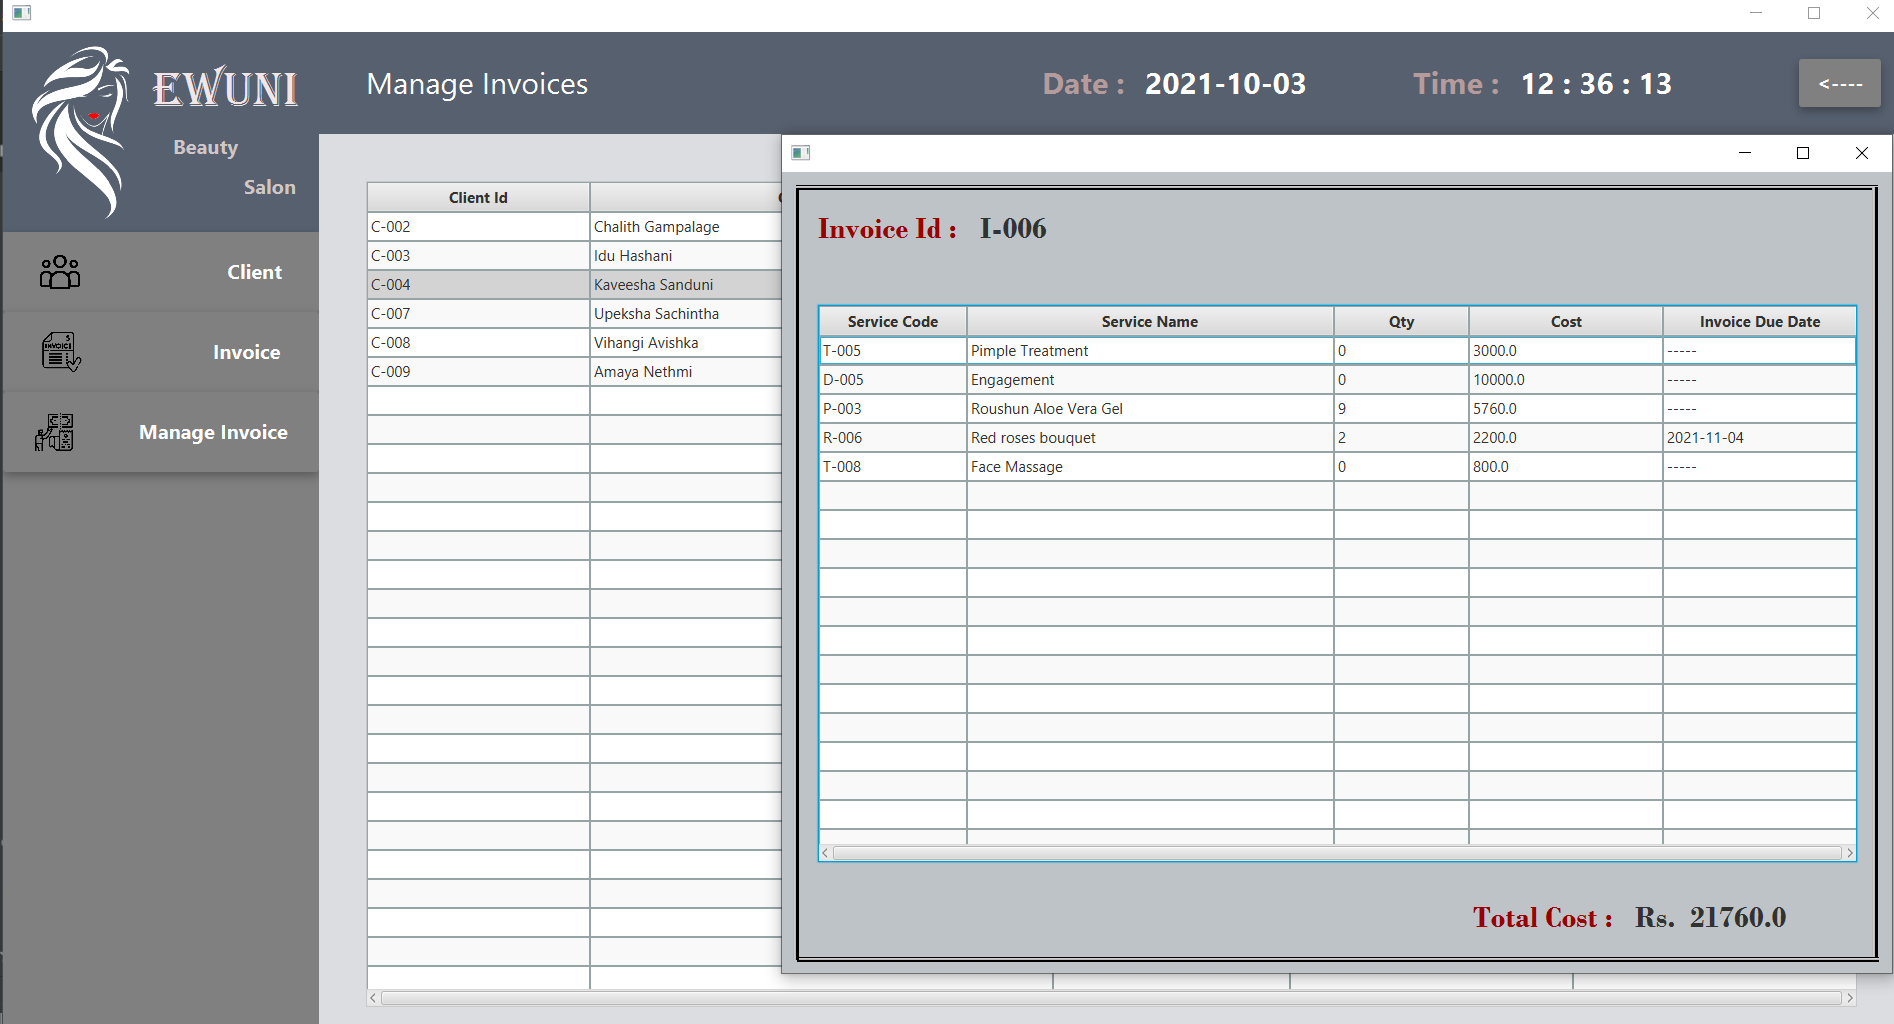 EWUNI
Beauty
Salon
Manage Invoices
Date : 2021-10-03
Time : 12 : 36 : 13
<----
Client
Invoice
Manage Invoice
Client Id
C-002 Chalith Gampalage
C-003 Idu Hashani
C-004 Kaveesha Sanduni
C-007 Upeksha Sachintha
C-008 Vihangi Avishka
C-009 Amaya Nethmi
Invoice Id : I-006
Service Code Service Name Qty Cost Invoice Due Date
T-005 Pimple Treatment 0 3000.0 -----
D-005 Engagement 0 10000.0 -----
P-003 Roushun Aloe Vera Gel 9 5760.0 -----
R-006 Red roses bouquet 2 2200.0 2021-11-04
T-008 Face Massage 0 800.0 -----
Total Cost : Rs. 21760.0